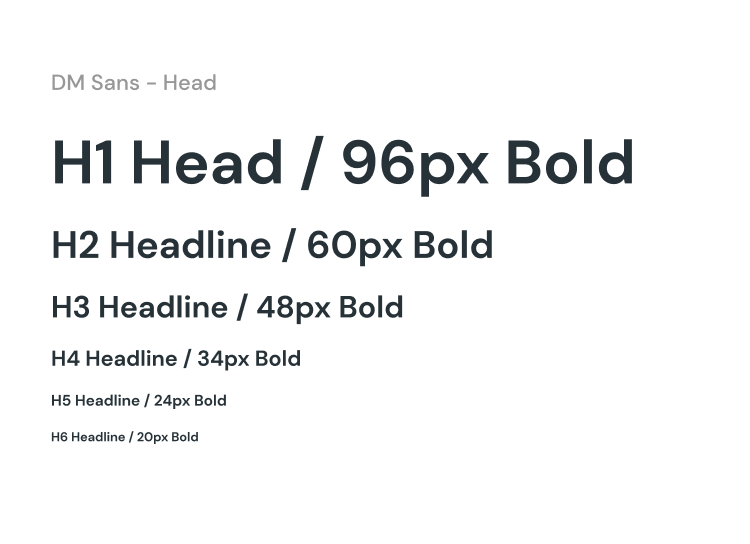 DM Sans - Head
H1 Head / 96px Bold
H2 Headline / 60px Bold
H3 Headline / 48px Bold
H4 Headline / 34px Bold
H5 Headline / 24px Bold
H6 Headline / 20px Bold